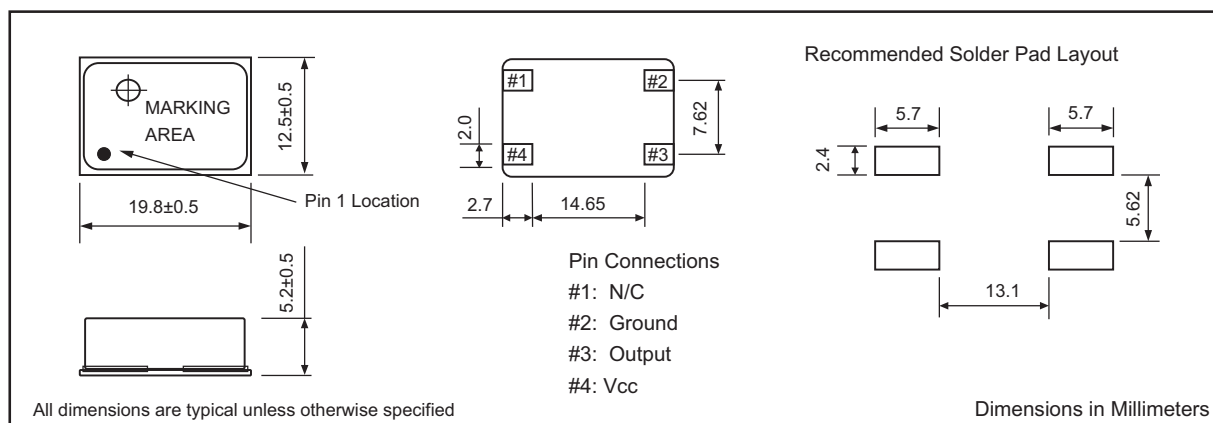 MARKING
AREA
12.5±0.5
Pin 1 Location
19.8±0.5
5.2±0.5
All dimensions are typical unless otherwise specified
#1
#2
#4
#3
2.0
7.62
2.7
14.65
Pin Connections
#1: N/C
#2: Ground
#3: Output
#4: Vcc
Recommended Solder Pad Layout
5.7
5.7
2.4
5.62
13.1
Dimensions in Millimeters